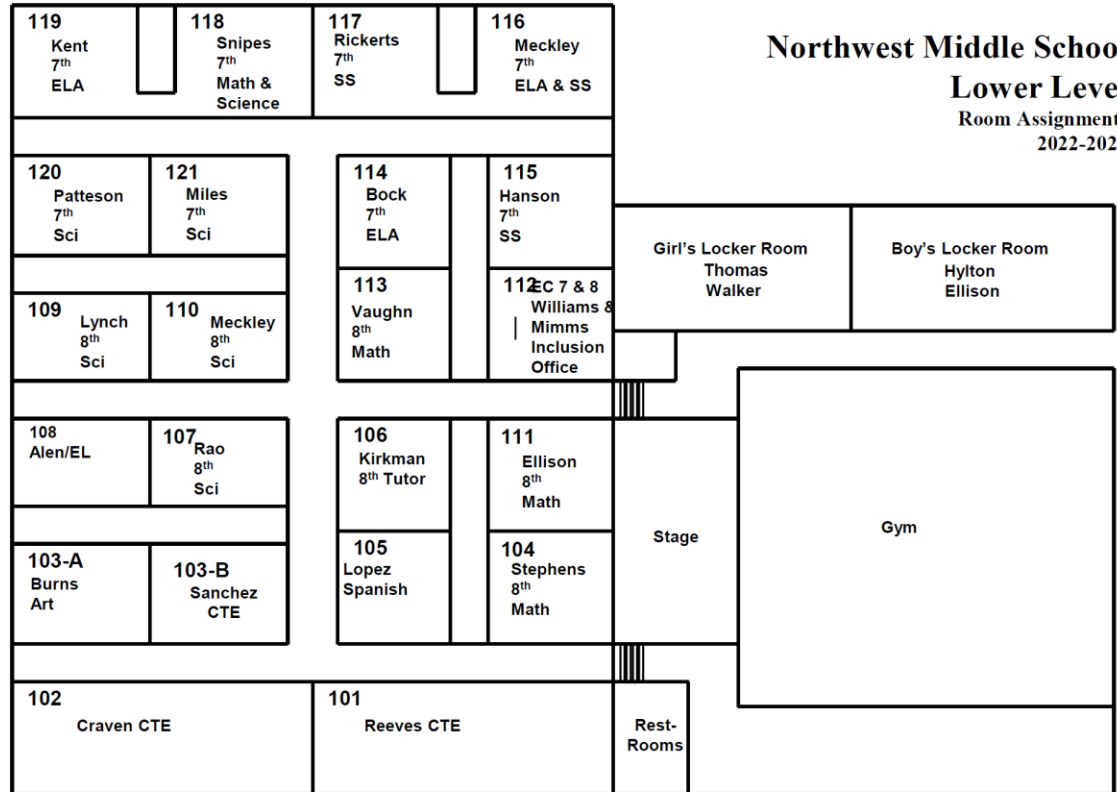 Northwest Middle Schoo
Lower Leve
Room Assignment
2022-202
119
Kent
7th
ELA
118
Snipes
7th
Math &
Science
117
Rickerts
7th
SS
116
Meckley
7th
ELA & SS
120
Patteson
7th
Sci
121
Miles
7th
Sci
114
Bock
7th
ELA
115
Hanson
7th
SS
Girl's Locker Room
Thomas
Walker
Boy's Locker Room
Hylton
Ellison
109
Lynch
8th
Sci
110
Meckley
8th
Sci
113
Vaughn
8th
Math
112
EC 7 & 8
Williams &
Mimms
Inclusion
Office
108
Alen/EL
107
Rao
8th
Sci
106
Kirkman
8th Tutor
111
Ellison
8th
Math
Stage
Gym
103-A
Burns
Art
103-B
Sanchez
CTE
105
Lopez
Spanish
104
Stephens
8th
Math
102
Craven CTE
101
Reeves CTE
Rest-
Rooms